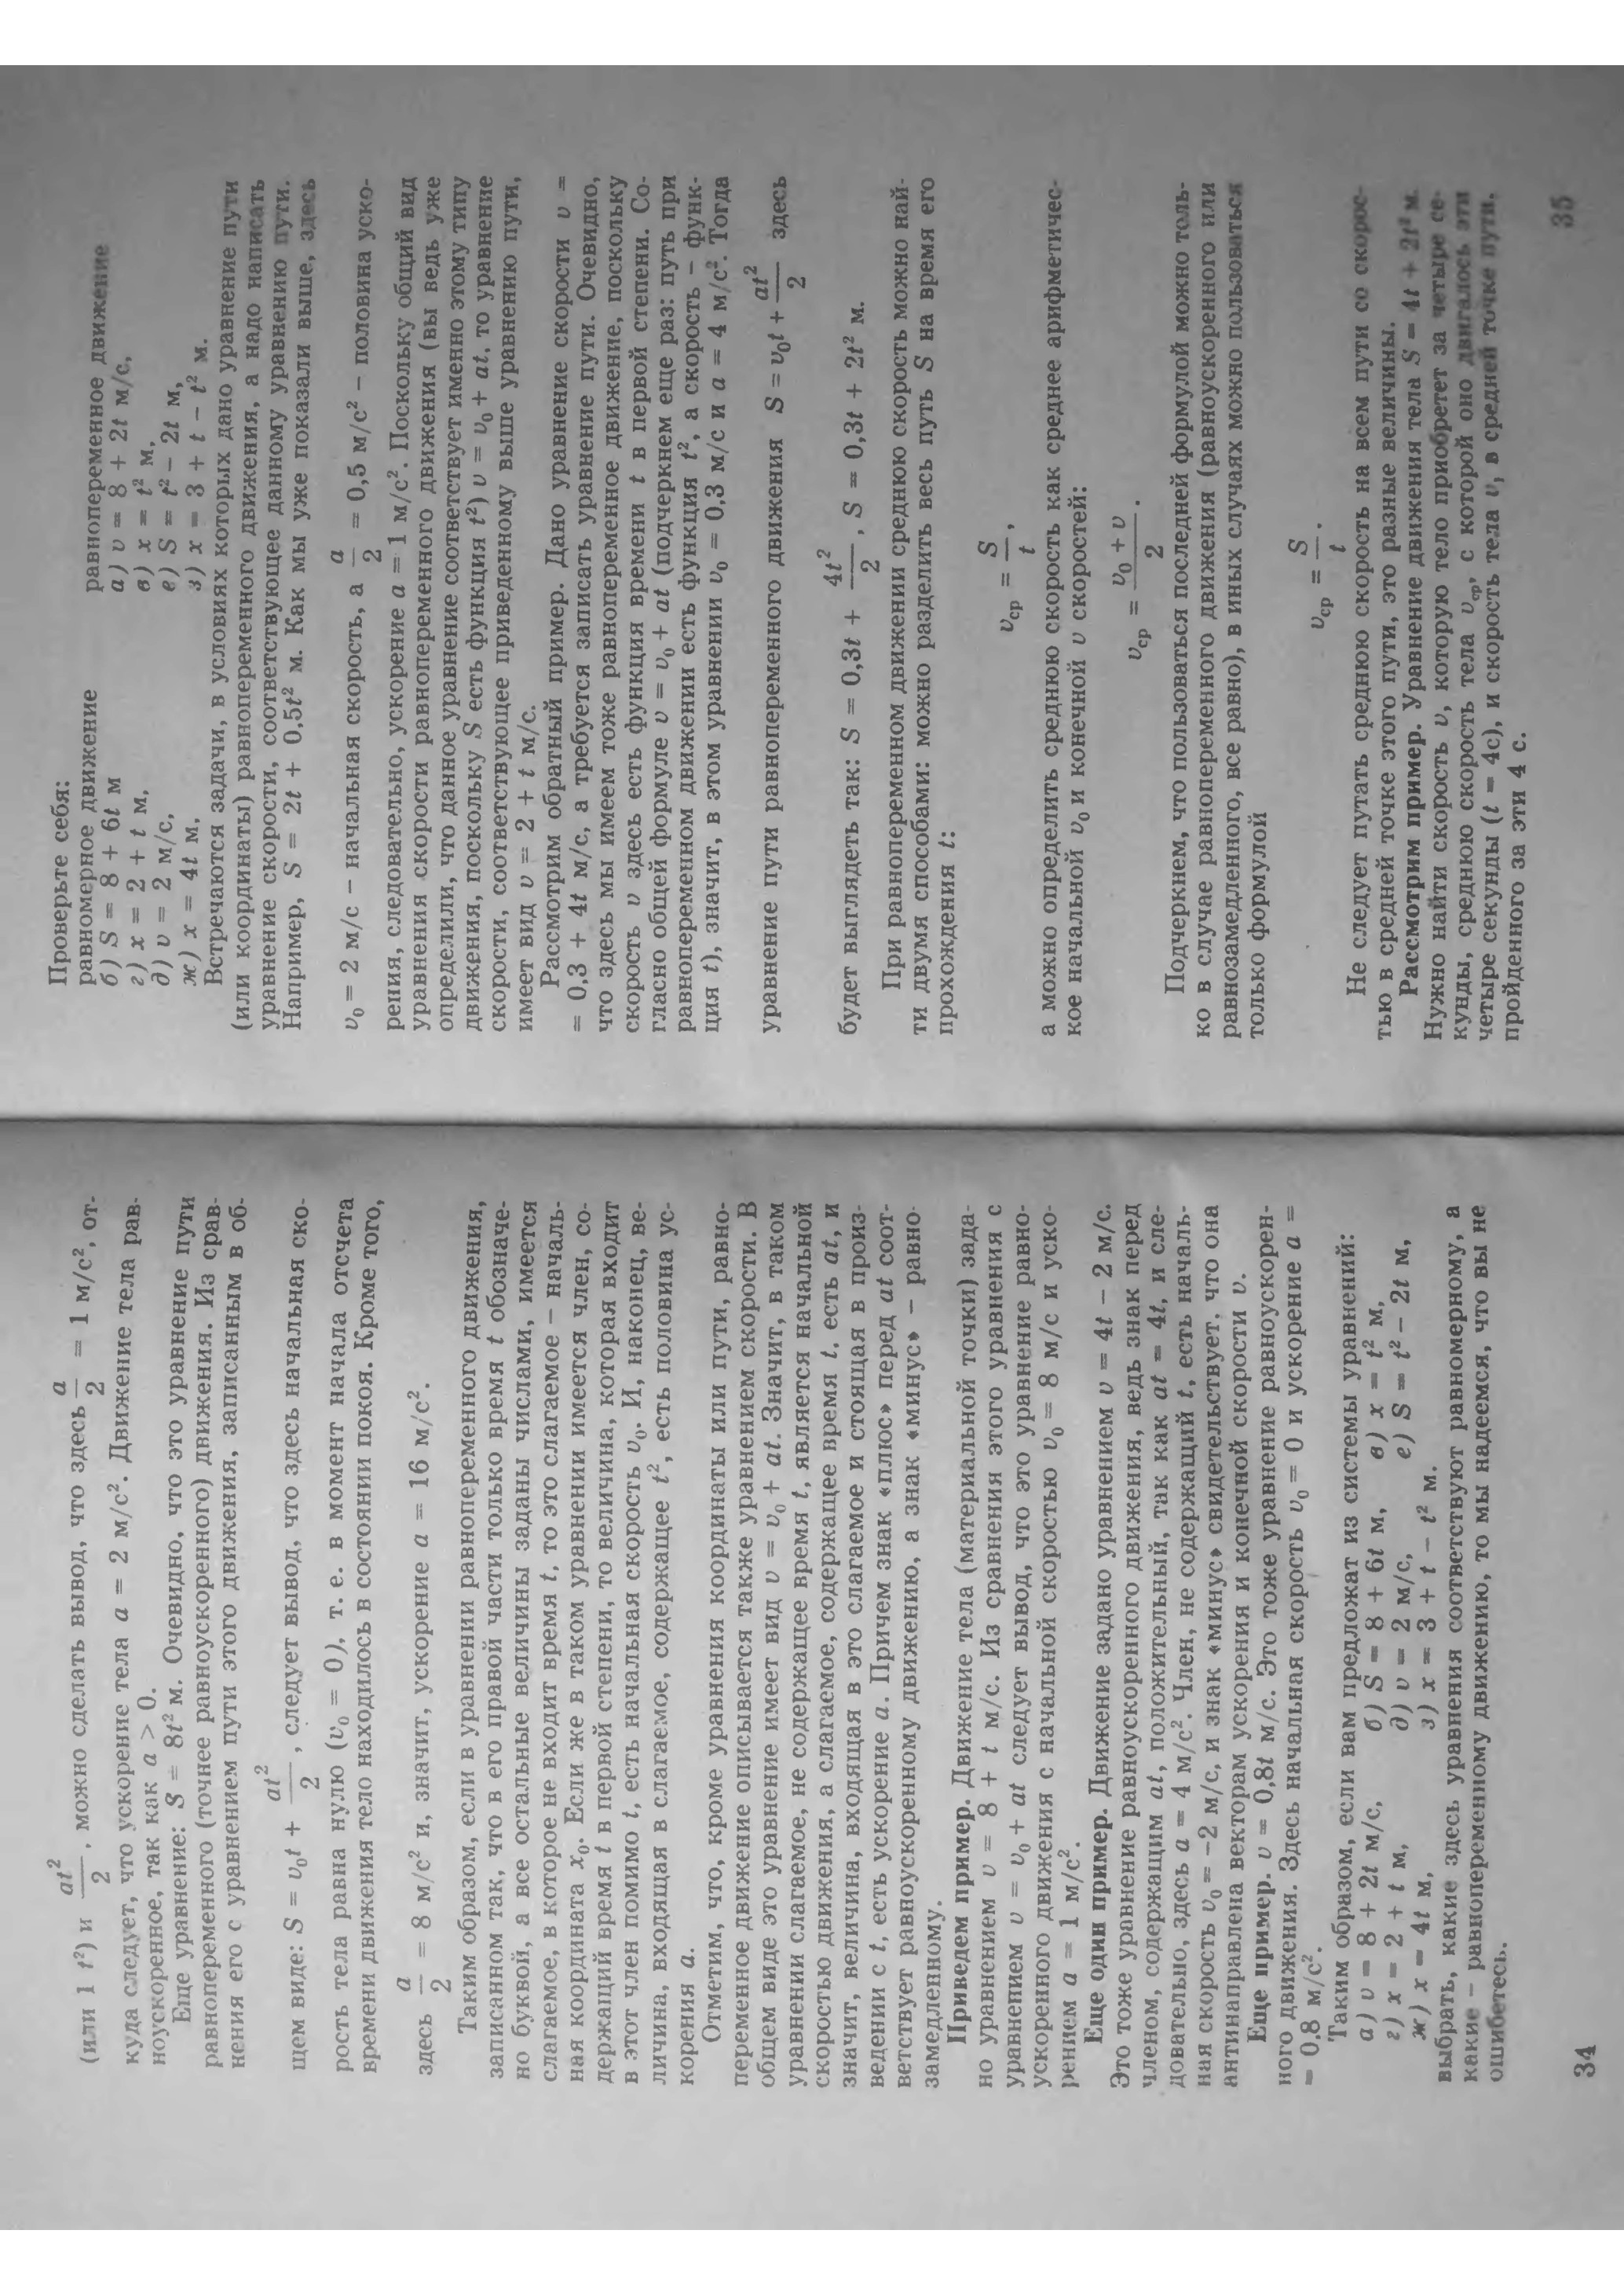 (или 1 t²) и at²/2, можно сделать вывод, что здесь a/2 = 1 м/с², от-
куда следует, что ускорение тела a = 2 м/с². Движение тела рав-
ноускоренное, так как a > 0.
Еще уравнение: S = 8t² м. Очевидно, что это уравнение пути
равнопеременного (точнее равноускоренного) движения. Из срав-
нения его с уравнением пути этого движения, записанным в об-
щем виде: S = v₀t + at²/2, следует вывод, что здесь начальная ско-
рость тела равна нулю (v₀ = 0), т. е. в момент начала отсчета
времени движения тело находилось в состоянии покоя. Кроме того,
здесь a/2 = 8 м/с² и, значит, ускорение a = 16 м/с².
Таким образом, если в уравнении равнопеременного движения,
записанном так, что в его правой части только время t обозначе-
но буквой, а все остальные величины заданы числами, имеется
слагаемое, в которое не входит время t, то это слагаемое – началь-
ная координата x₀. Если же в таком уравнении имеется член, со-
держащий время t в первой степени, то величина, которая входит
в этот член помимо t, есть начальная скорость v₀. И, наконец, ве-
личина, входящая в слагаемое, содержащее t², есть половина ус-
корения a.
Отметим, что, кроме уравнения координаты или пути, равно-
переменное движение описывается также уравнением скорости. В
общем виде это уравнение имеет вид v = v₀ + at. Значит, в таком
уравнении слагаемое, не содержащее время t, является начальной
скоростью движения, а слагаемое, содержащее время t, есть at, и
значит, величина, входящая в это слагаемое и стоящая в произ-
ведении с t, есть ускорение a. Причем знак «плюс» перед at соот-
ветствует равноускоренному движению, а знак «минус» – равно-
замедленному.
Приведем пример. Движение тела (материальной точки) зада-
но уравнением v = 8 + t м/с. Из сравнения этого уравнения с
уравнением v = v₀ + at следует вывод, что это уравнение равно-
ускоренного движения с начальной скоростью v₀ = 8 м/с и уско-
рением a = 1 м/с².
Еще один пример. Движение задано уравнением v = 4t – 2 м/с.
Это тоже уравнение равноускоренного движения, ведь знак перед
членом, содержащим at, положительный, так как at = 4t, и сле-
довательно, здесь a = 4 м/с². Член, не содержащий t, есть началь-
ная скорость v₀ = –2 м/с, и знак «минус» свидетельствует, что она
антинаправлена векторам ускорения и конечной скорости v.
Еще пример. v = 0,8t м/с. Это тоже уравнение равноускорен-
ного движения. Здесь начальная скорость v₀ = 0 и ускорение a =
= 0,8 м/с².
Таким образом, если вам предложат из системы уравнений:
а) v = 8 + 2t м/с, б) S = 8 + 6t м, в) x = t² м,
г) x = 2 + t м, д) v = 2 м/с, е) S = t² – 2t м,
ж) x = 4t м, з) x = 3 + t – t² м.
выбрать, какие здесь уравнения соответствуют равномерному, а
какие – равнопеременному движению, то мы надеемся, что вы не
ошибетесь.
34
Проверьте себя:
равномерное движение равнопеременное движение
б) S = 8 + 6t м а) v = 8 + 2t м/с,
г) x = 2 + t м, в) x = t² м,
д) v = 2 м/с, е) S = t² – 2t м,
ж) x = 4t м, з) x = 3 + t – t² м.
Встречаются задачи, в условиях которых дано уравнение пути
(или координаты) равнопеременного движения, а надо написать
уравнение скорости, соответствующее данному уравнению пути.
Например, S = 2t + 0,5t² м. Как мы уже показали выше, здесь
v₀ = 2 м/с – начальная скорость, а a/2 = 0,5 м/с² – половина уско-
рения, следовательно, ускорение a = 1 м/с². Поскольку общий вид
уравнения скорости равнопеременного движения (вы ведь уже
определили, что данное уравнение соответствует именно этому типу
движения, поскольку S есть функция t²) v = v₀ + at, то уравнение
скорости, соответствующее приведенному выше уравнению пути,
имеет вид v = 2 + t м/с.
Рассмотрим обратный пример. Дано уравнение скорости v =
= 0,3 + 4t м/с, а требуется записать уравнение пути. Очевидно,
что здесь мы имеем тоже равнопеременное движение, поскольку
скорость v здесь есть функция времени t в первой степени. Со-
гласно общей формуле v = v₀ + at (подчеркнем еще раз: путь при
равнопеременном движении есть функция t², а скорость – функ-
ция t), значит, в этом уравнении v₀ = 0,3 м/с и a = 4 м/с². Тогда
уравнение пути равнопеременного движения S = v₀t + at²/2 здесь
будет выглядеть так: S = 0,3t + 4t²/2, S = 0,3t + 2t² м.
При равнопеременном движении среднюю скорость можно най-
ти двумя способами: можно разделить весь путь S на время его
прохождения t:
vср = S/t,
а можно определить среднюю скорость как среднее арифметичес-
кое начальной v₀ и конечной v скоростей:
vср = (v₀ + v)/2.
Подчеркнем, что пользоваться последней формулой можно толь-
ко в случае равнопеременного движения (равноускоренного или
равнозамедленного, все равно), в иных случаях можно пользоваться
только формулой
vср = S/t.
Не следует путать среднюю скорость на всем пути со скорос-
тью в средней точке этого пути, это разные величины.
Рассмотрим пример. Уравнение движения тела S = 4t + 2t² м.
Нужно найти скорость v, которую тело приобретет за четыре се-
кунды, среднюю скорость тела vср, с которой оно двигалось эти
четыре секунды (t = 4с), и скорость тела v, в средней точке пути,
пройденного за эти 4 с.
35